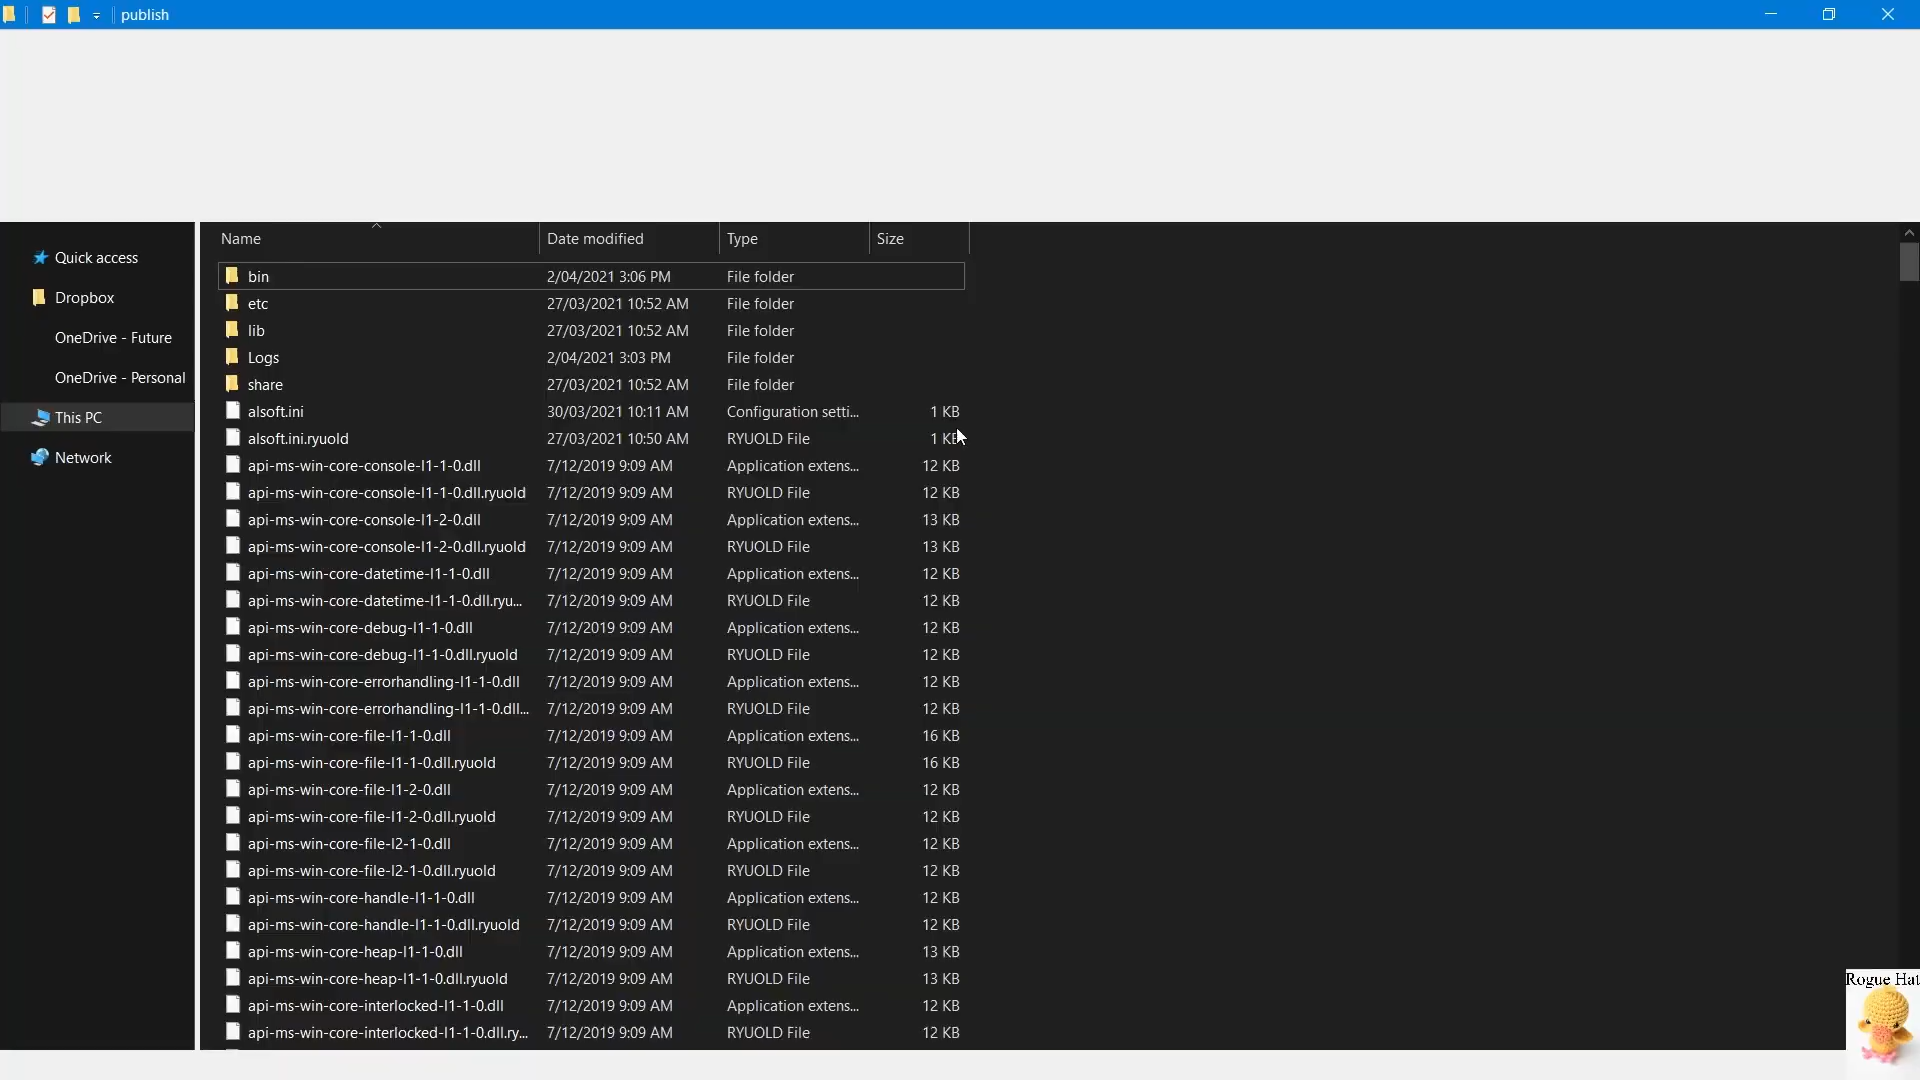 publish
Quick access
Dropbox
OneDrive - Future
OneDrive - Personal
This PC
Network
Name Date modified Type Size
bin 2/04/2021 3:06 PM File folder
etc 27/03/2021 10:52 AM File folder
lib 27/03/2021 10:52 AM File folder
Logs 2/04/2021 3:03 PM File folder
share 27/03/2021 10:52 AM File folder
alsoft.ini 30/03/2021 10:11 AM Configuration setti... 1 KB
alsoft.ini.ryuold 27/03/2021 10:50 AM RYUOLD File 1 KB
api-ms-win-core-console-l1-1-0.dll 7/12/2019 9:09 AM Application extens... 12 KB
api-ms-win-core-console-l1-1-0.dll.ryuold 7/12/2019 9:09 AM RYUOLD File 12 KB
api-ms-win-core-console-l1-2-0.dll 7/12/2019 9:09 AM Application extens... 13 KB
api-ms-win-core-console-l1-2-0.dll.ryuold 7/12/2019 9:09 AM RYUOLD File 13 KB
api-ms-win-core-datetime-l1-1-0.dll 7/12/2019 9:09 AM Application extens... 12 KB
api-ms-win-core-datetime-l1-1-0.dll.ryu... 7/12/2019 9:09 AM RYUOLD File 12 KB
api-ms-win-core-debug-l1-1-0.dll 7/12/2019 9:09 AM Application extens... 12 KB
api-ms-win-core-debug-l1-1-0.dll.ryuold 7/12/2019 9:09 AM RYUOLD File 12 KB
api-ms-win-core-errorhandling-l1-1-0.dll 7/12/2019 9:09 AM Application extens... 12 KB
api-ms-win-core-errorhandling-l1-1-0.dll... 7/12/2019 9:09 AM RYUOLD File 12 KB
api-ms-win-core-file-l1-1-0.dll 7/12/2019 9:09 AM Application extens... 16 KB
api-ms-win-core-file-l1-1-0.dll.ryuold 7/12/2019 9:09 AM RYUOLD File 16 KB
api-ms-win-core-file-l1-2-0.dll 7/12/2019 9:09 AM Application extens... 12 KB
api-ms-win-core-file-l1-2-0.dll.ryuold 7/12/2019 9:09 AM RYUOLD File 12 KB
api-ms-win-core-file-l2-1-0.dll 7/12/2019 9:09 AM Application extens... 12 KB
api-ms-win-core-file-l2-1-0.dll.ryuold 7/12/2019 9:09 AM RYUOLD File 12 KB
api-ms-win-core-handle-l1-1-0.dll 7/12/2019 9:09 AM Application extens... 12 KB
api-ms-win-core-handle-l1-1-0.dll.ryuold 7/12/2019 9:09 AM RYUOLD File 12 KB
api-ms-win-core-heap-l1-1-0.dll 7/12/2019 9:09 AM Application extens... 13 KB
api-ms-win-core-heap-l1-1-0.dll.ryuold 7/12/2019 9:09 AM RYUOLD File 13 KB
api-ms-win-core-interlocked-l1-1-0.dll 7/12/2019 9:09 AM Application extens... 12 KB
api-ms-win-core-interlocked-l1-1-0.dll.ry... 7/12/2019 9:09 AM RYUOLD File 12 KB
Rogue Hat